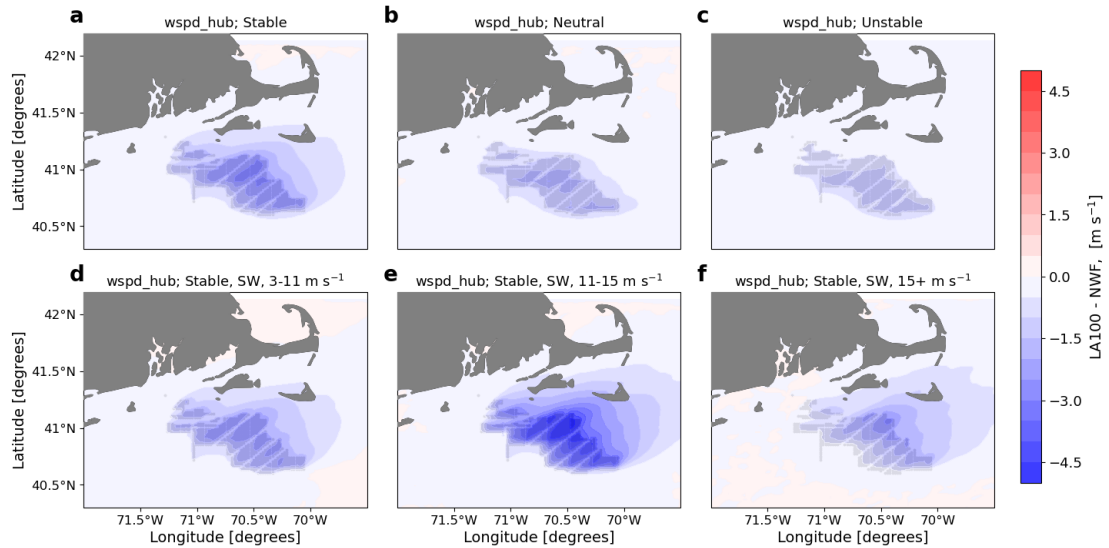 a wspd_hub; Stable
b wspd_hub; Neutral
c wspd_hub; Unstable
42°N
41.5°N
41°N
40.5°N
Latitude [degrees]
d wspd_hub; Stable, SW, 3-11 m s⁻¹
e wspd_hub; Stable, SW, 11-15 m s⁻¹
f wspd_hub; Stable, SW, 15+ m s⁻¹
42°N
41.5°N
41°N
40.5°N
Latitude [degrees]
71.5°W 71°W 70.5°W 70°W
71.5°W 71°W 70.5°W 70°W
71.5°W 71°W 70.5°W 70°W
Longitude [degrees]
Longitude [degrees]
Longitude [degrees]
4.5
3.0
1.5
0.0
−1.5
−3.0
−4.5
LA100 - NWF, [m s⁻¹]